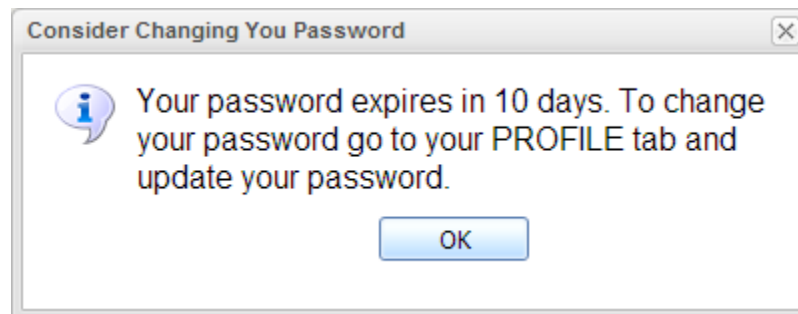 Consider Changing You Password
Your password expires in 10 days. To change
your password go to your PROFILE tab and
update your password.
OK